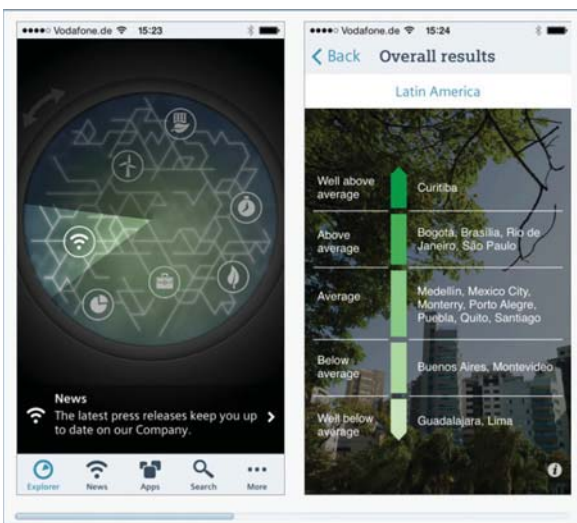 Vodafone.de 15:23
News
The latest press releases keep you up
to date on our Company.
Explorer News Apps Search More
Vodafone.de 15:24
Back Overall results
Latin America
Well above
average
Curitiba
Above
average
Bogotá, Brasília, Rio de
Janeiro, São Paulo
Average
Medellín, Mexico City,
Monterry, Porto Alegre,
Puebla, Quito, Santiago
Below
average
Buenos Aires, Montevideo
Well below
average
Guadalajara, Lima
i